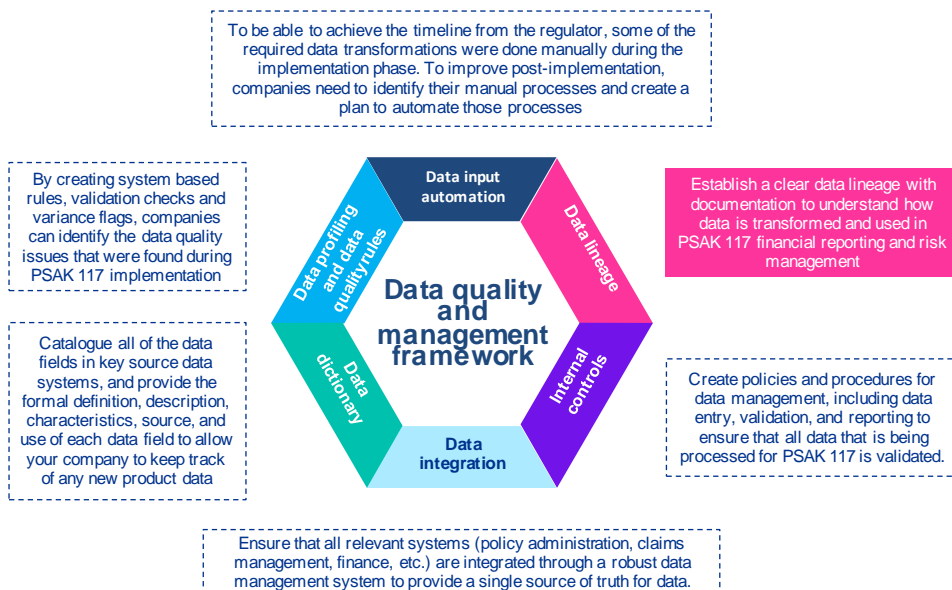 To be able to achieve the timeline from the regulator, some of the
required data transformations were done manually during the
implementation phase. To improve post-implementation,
companies need to identify their manual processes and create a
plan to automate those processes
By creating system based
rules, validation checks and
variance flags, companies
can identify the data quality
issues that were found during
PSAK 117 implementation
Data profiling
and data
quality rules
Data input
automation
Data lineage
Establish a clear data lineage with
documentation to understand how
data is transformed and used in
PSAK 117 financial reporting and risk
management
Data quality
and
management
framework
Catalogue all of the data
fields in key source data
systems, and provide the
formal definition, description,
characteristics, source, and
use of each data field to allow
your company to keep track
of any new product data
Data
dictionary
Data
integration
Internal
controls
Create policies and procedures for
data management, including data
entry, validation, and reporting to
ensure that all data that is being
processed for PSAK 117 is validated.
Ensure that all relevant systems (policy administration, claims
management, finance, etc.) are integrated through a robust data
management system to provide a single source of truth for data.